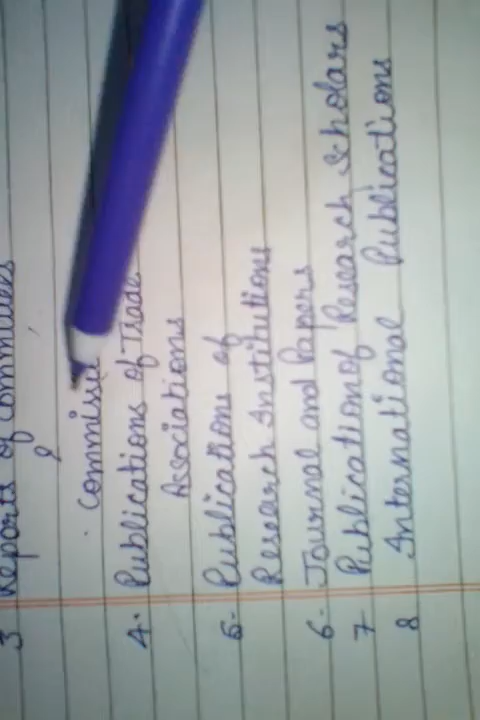 3 Reports of Committees
&
Commissi
4. Publications of Trade
Associations
5. Publications of
Research Institutions
6. Journal and Papers
7 Publication of Research Scholars
8 International Publications